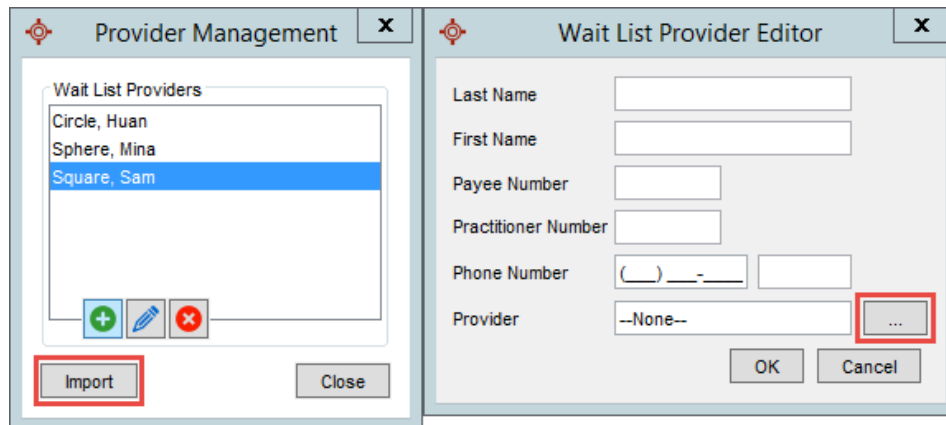 Provider Management
x
Wait List Providers
Circle, Huan
Sphere, Mina
Square, Sam
Import
Close
Wait List Provider Editor
x
Last Name
First Name
Payee Number
Practitioner Number
Phone Number
(___) ___-____
Provider
--None--
...
OK
Cancel